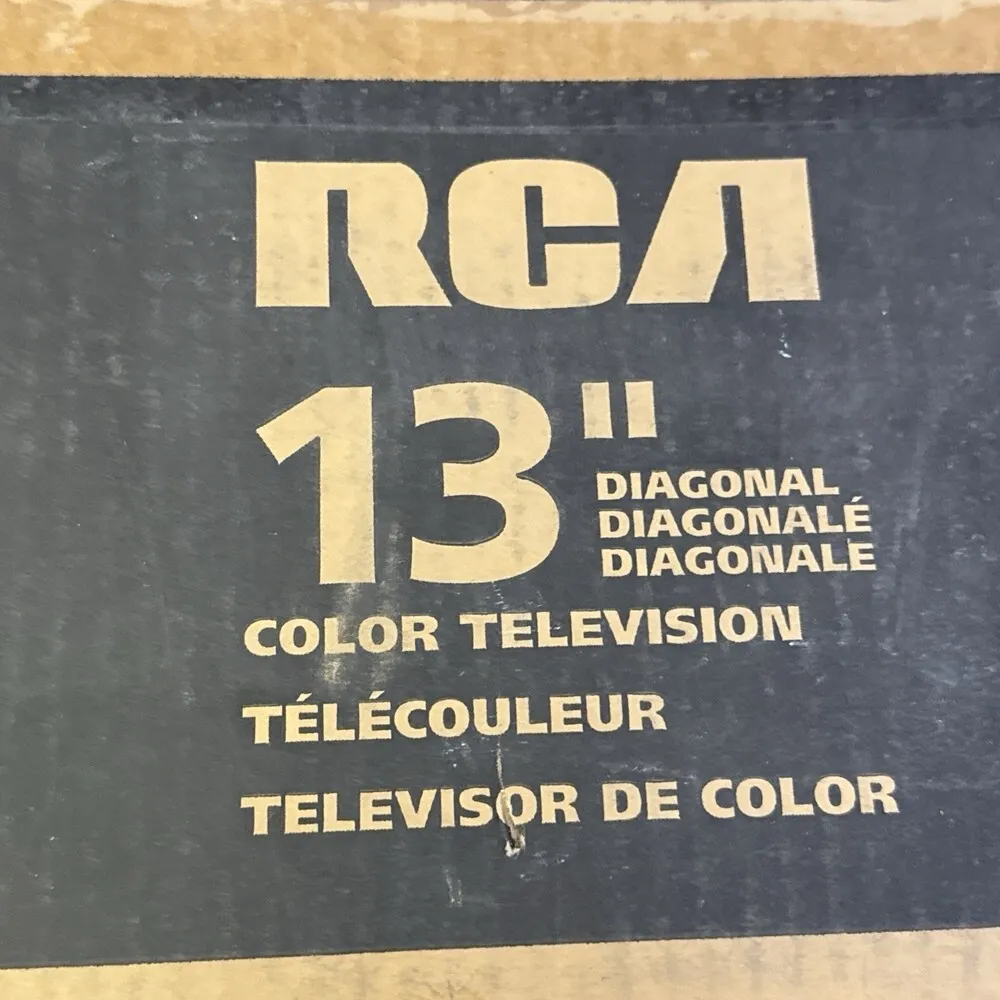 RCA
13"
DIAGONAL
DIAGONALÉ
DIAGONALE
COLOR TELEVISION
TÉLÉCOULEUR
TELEVISOR DE COLOR